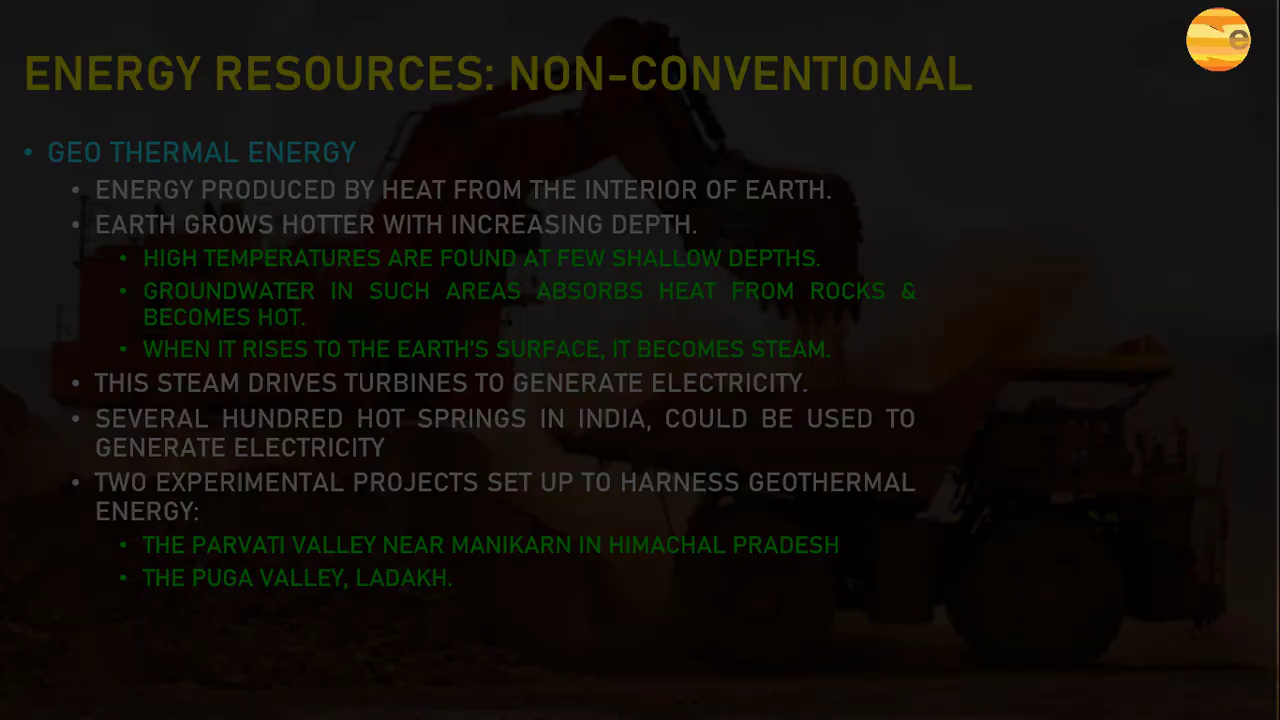 ENERGY RESOURCES: NON-CONVENTIONAL
• GEO THERMAL ENERGY
• ENERGY PRODUCED BY HEAT FROM THE INTERIOR OF EARTH.
• EARTH GROWS HOTTER WITH INCREASING DEPTH.
• HIGH TEMPERATURES ARE FOUND AT FEW SHALLOW DEPTHS.
• GROUNDWATER IN SUCH AREAS ABSORBS HEAT FROM ROCKS &
BECOMES HOT.
• WHEN IT RISES TO THE EARTH'S SURFACE, IT BECOMES STEAM.
• THIS STEAM DRIVES TURBINES TO GENERATE ELECTRICITY.
• SEVERAL HUNDRED HOT SPRINGS IN INDIA, COULD BE USED TO
GENERATE ELECTRICITY
• TWO EXPERIMENTAL PROJECTS SET UP TO HARNESS GEOTHERMAL
ENERGY:
• THE PARVATI VALLEY NEAR MANIKARN IN HIMACHAL PRADESH
• THE PUGA VALLEY, LADAKH.
e